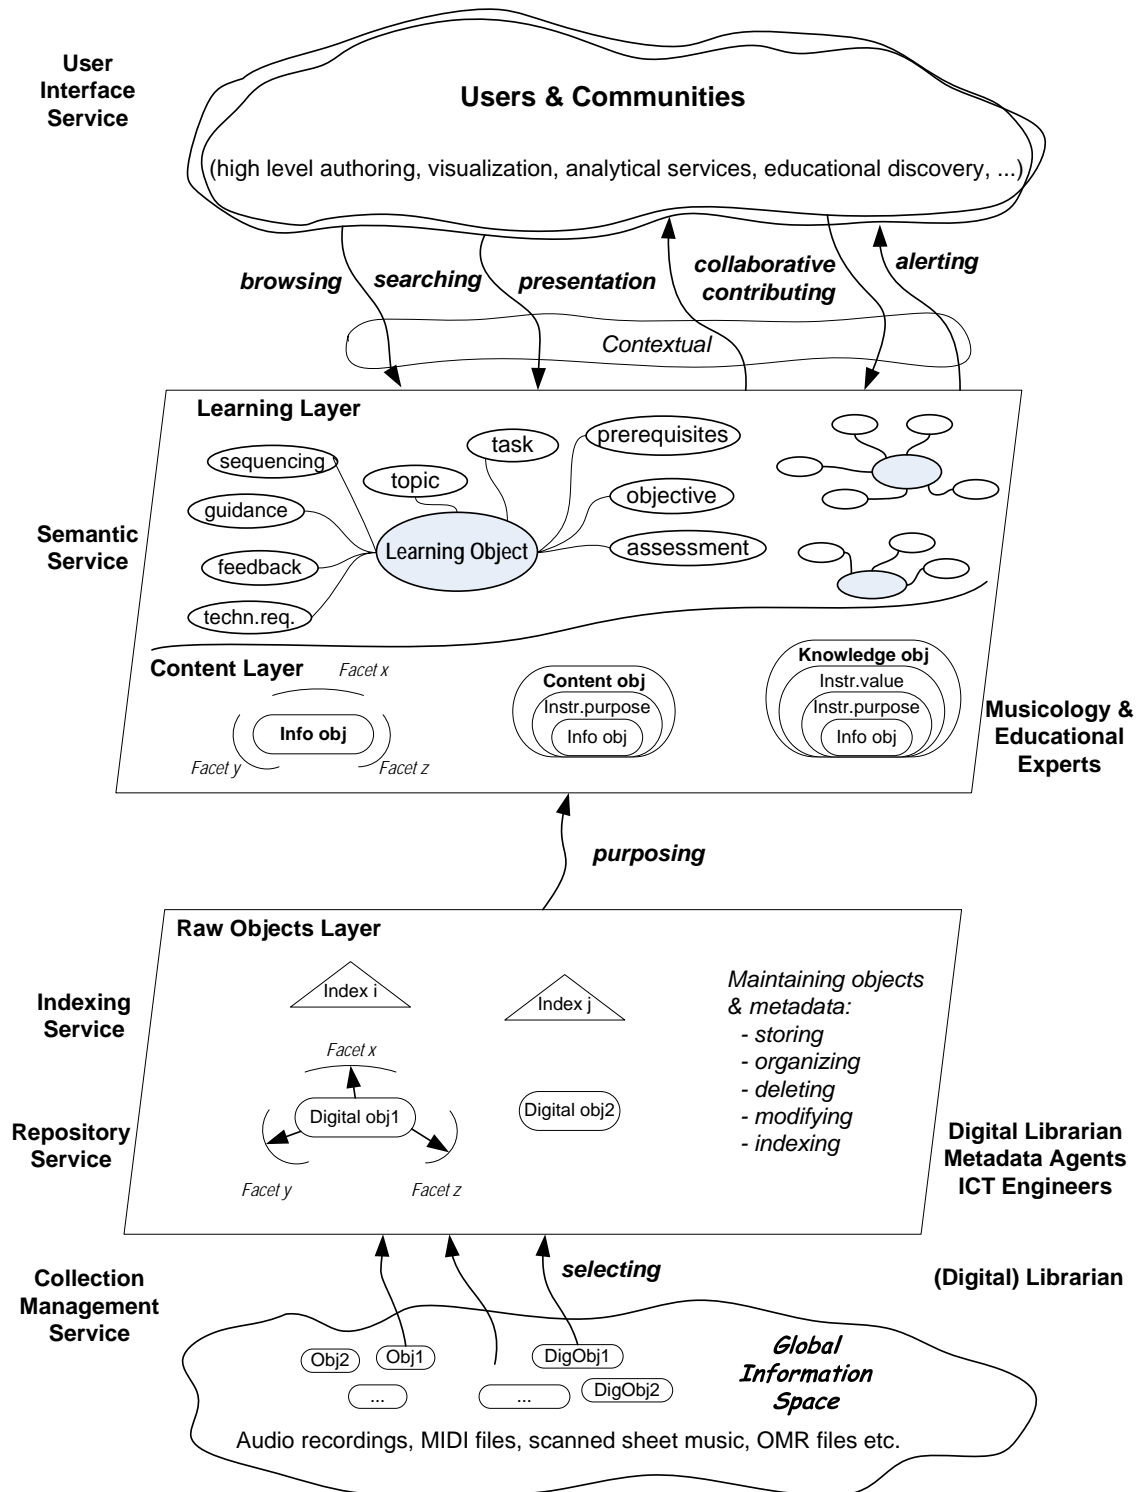 User
Interface
Service
Users & Communities
(high level authoring, visualization, analytical services, educational discovery, ...)
browsing
searching
presentation
collaborative
contributing
alerting
Contextual
Learning Layer
sequencing
topic
task
prerequisites
guidance
objective
Learning Object
feedback
assessment
techn.req.
Semantic
Service
Content Layer
Facet x
Info obj
Facet y
Facet z
Content obj
Instr.purpose
Info obj
Knowledge obj
Instr.value
Instr.purpose
Info obj
Musicology &
Educational
Experts
purposing
Raw Objects Layer
Indexing
Service
Index i
Index j
Maintaining objects
& metadata:
- storing
- organizing
- deleting
- modifying
- indexing
Facet x
Digital obj1
Digital obj2
Facet y
Facet z
Repository
Service
Digital Librarian
Metadata Agents
ICT Engineers
Collection
Management
Service
selecting
(Digital) Librarian
Obj2
Obj1
DigObj1
...
...
DigObj2
Global
Information
Space
Audio recordings, MIDI files, scanned sheet music, OMR files etc.